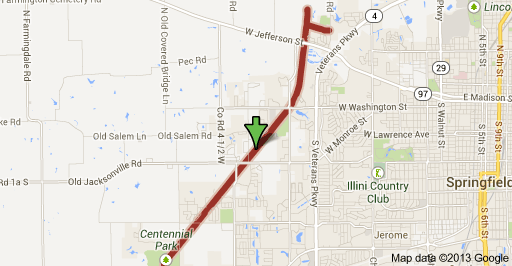 Farmington Cemetery Rd
N Farmingdale Rd
N Old Covered Bridge Ln
Rd
4
Lincol
W Jefferson St
Veterans Pkwy
Pec Rd
N 5th St
N 9th St
29
97
E Madison S
Co Rd 4 1/2 W
W Washington St
Old Salem Ln
Old Salem Rd
W Monroe St
W Lawrence Ave
S Walnut St
S 5th St
S 9th St
ke Rd
S Veterans Pkwy
Old Jacksonville Rd
Rd 1a S
Illini Country
Club
Springfield
S 6th St
Centennial
Park
Jerome
Map data ©2013 Google